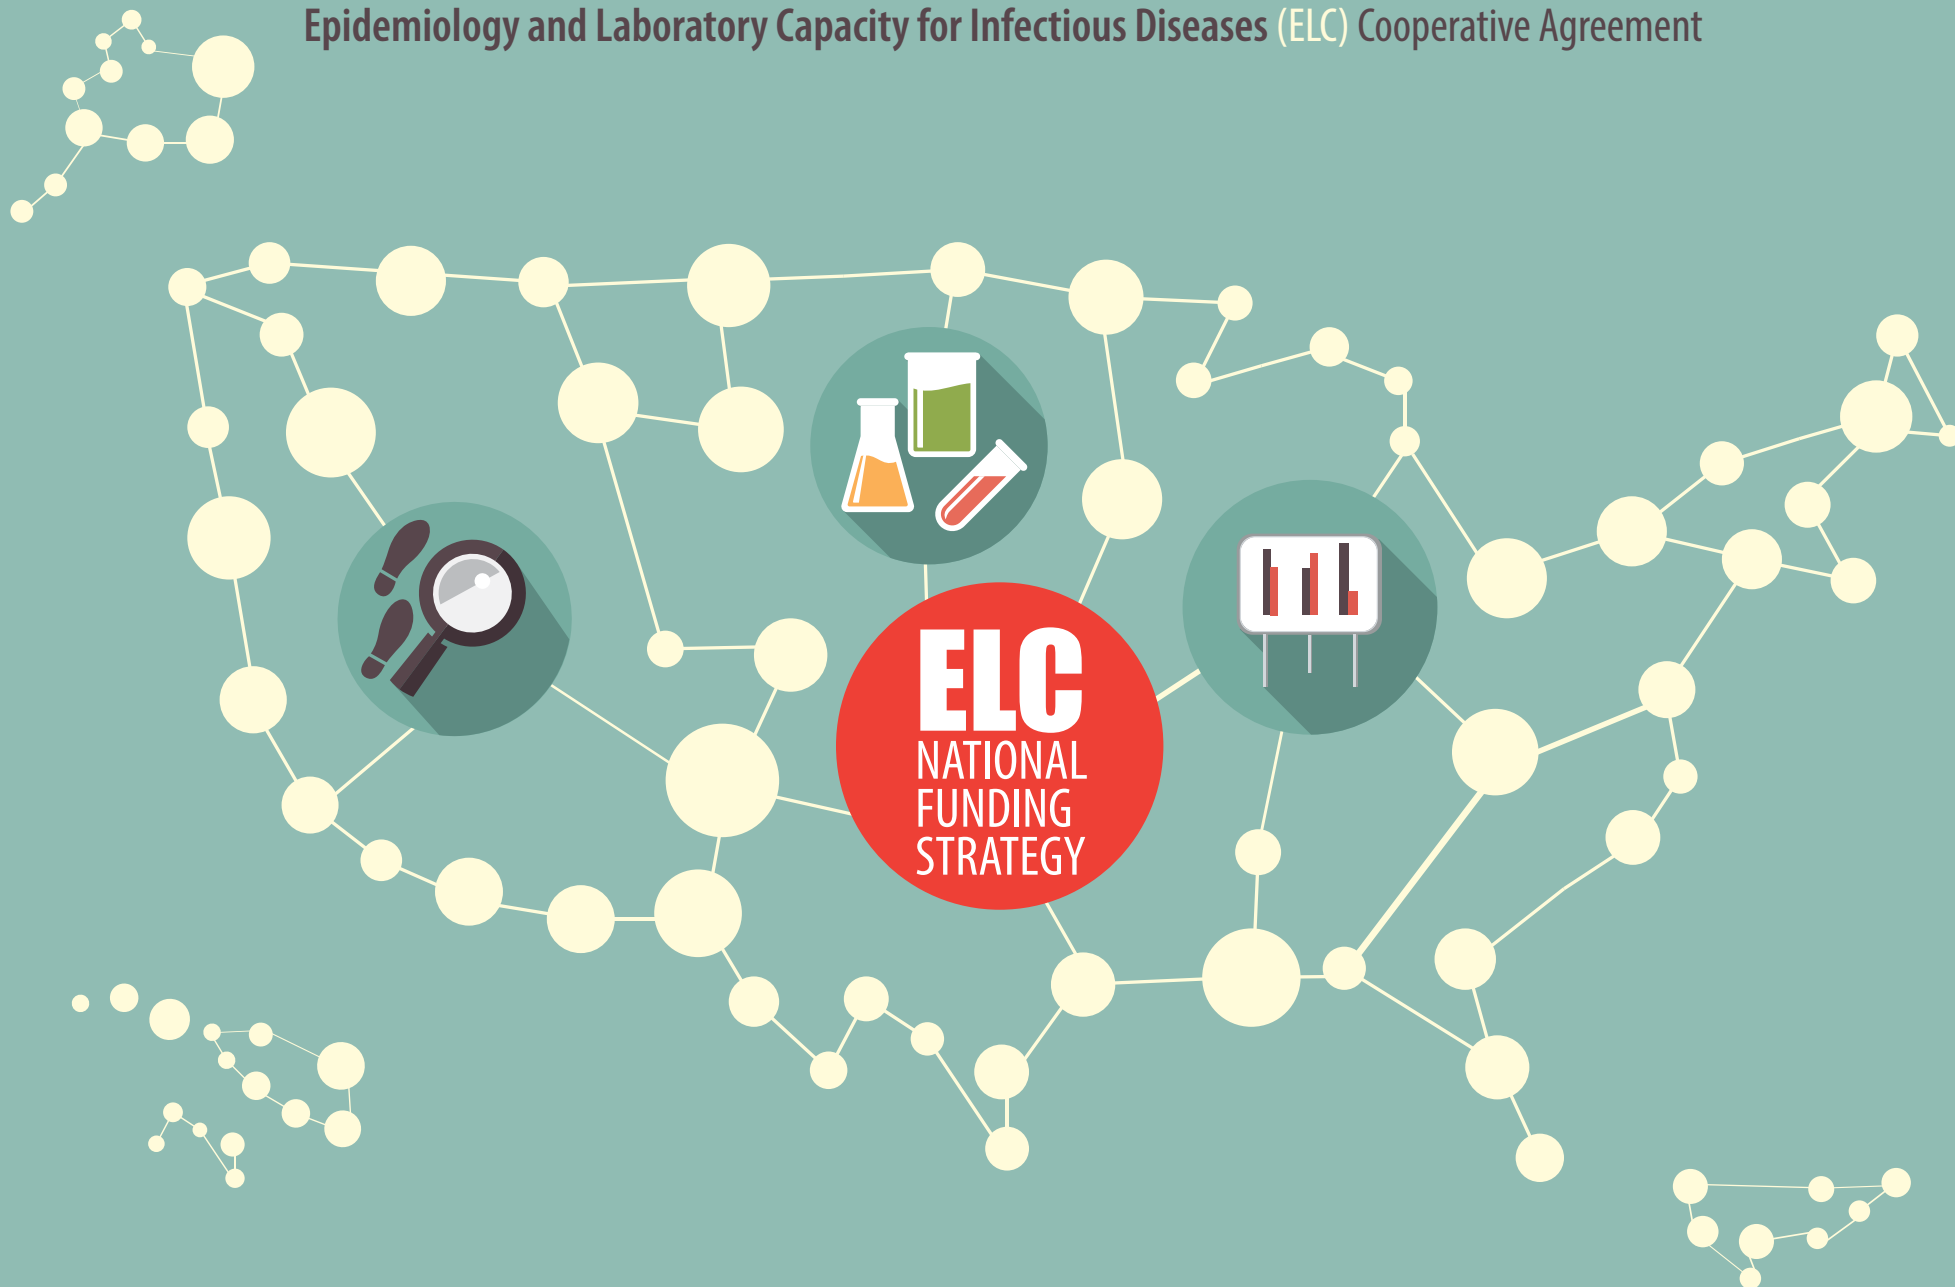 Epidemiology and Laboratory Capacity for Infectious Diseases (ELC) Cooperative Agreement
ELC
NATIONAL
FUNDING
STRATEGY